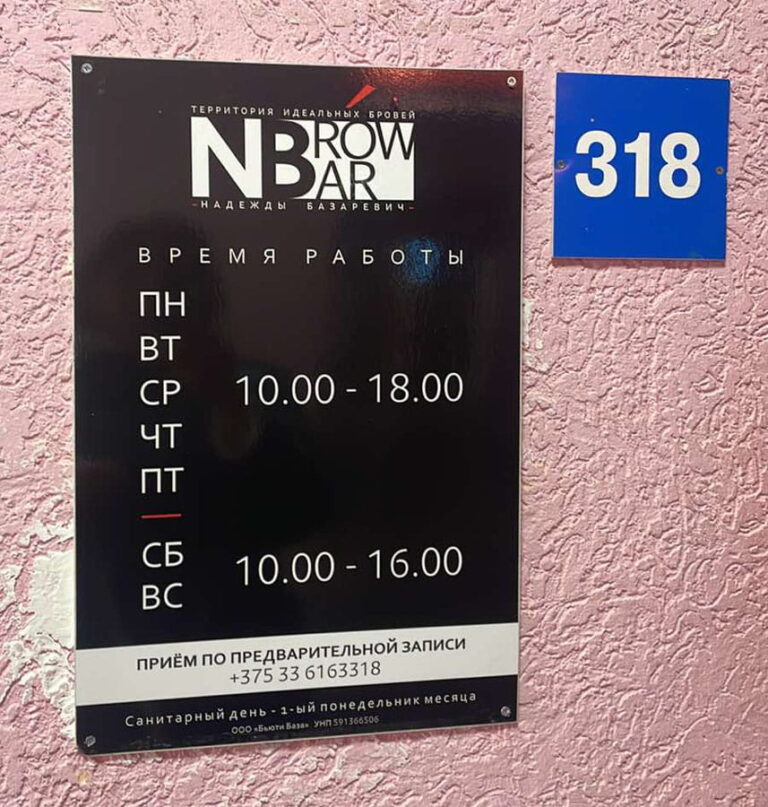 ТЕРРИТОРИЯ ИДЕАЛЬНЫХ БРОВЕЙ
NBROW
BAR
-НАДЕЖДЫ БАЗАРЕВИЧ-
ВРЕМЯ РАБОТЫ
ПН
ВТ
СР 10.00 - 18.00
ЧТ
ПТ
СБ 10.00 - 16.00
ВС
ПРИЁМ ПО ПРЕДВАРИТЕЛЬНОЙ ЗАПИСИ
+375 33 6163318
Санитарный день - 1-ый понедельник месяца
ООО «Бьюти База» УНП 591366506
318